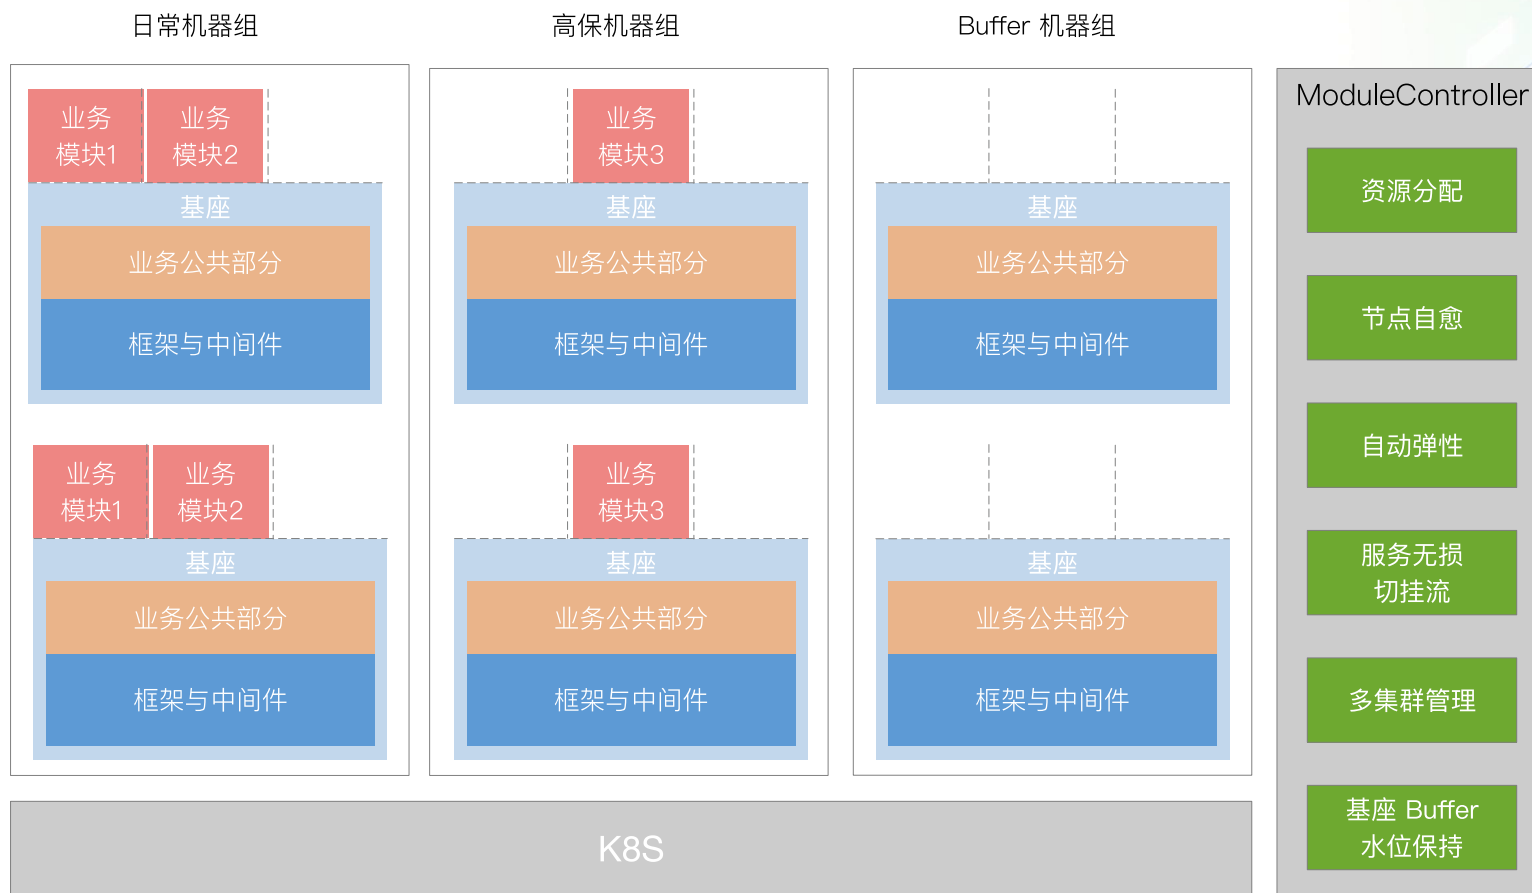 日常机器组
高保机器组
Buffer 机器组
业务
模块1
业务
模块2
基座
业务公共部分
框架与中间件
业务
模块1
业务
模块2
基座
业务公共部分
框架与中间件
业务
模块3
基座
业务公共部分
框架与中间件
业务
模块3
基座
业务公共部分
框架与中间件
基座
业务公共部分
框架与中间件
基座
业务公共部分
框架与中间件
K8S
ModuleController
资源分配
节点自愈
自动弹性
服务无损
切挂流
多集群管理
基座 Buffer
水位保持